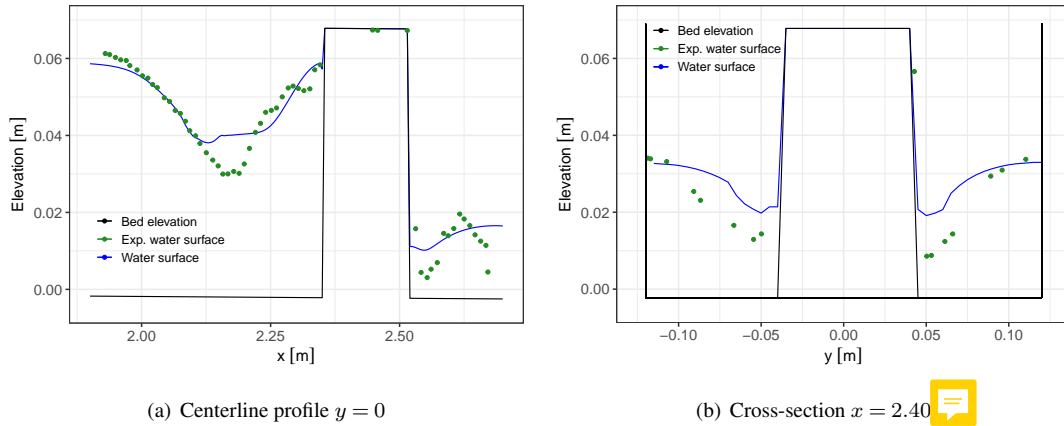 Elevation [m]
0.06
0.04
0.02
0.00
Bed elevation
Exp. water surface
Water surface
2.00 2.25 2.50
x [m]
(a) Centerline profile y = 0
Elevation [m]
0.06
0.04
0.02
0.00
Bed elevation
Exp. water surface
Water surface
−0.10 −0.05 0.00 0.05 0.10
y [m]
(b) Cross-section x = 2.40